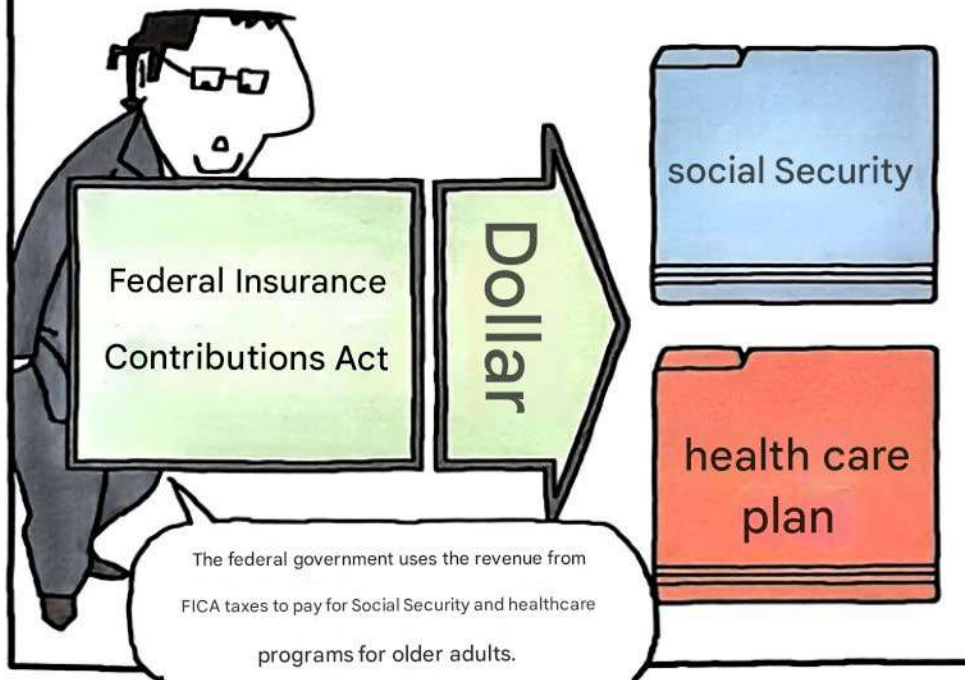 Federal Insurance
Contributions Act
Dollar
social Security
health care
plan
The federal government uses the revenue from
FICA taxes to pay for Social Security and healthcare
programs for older adults.